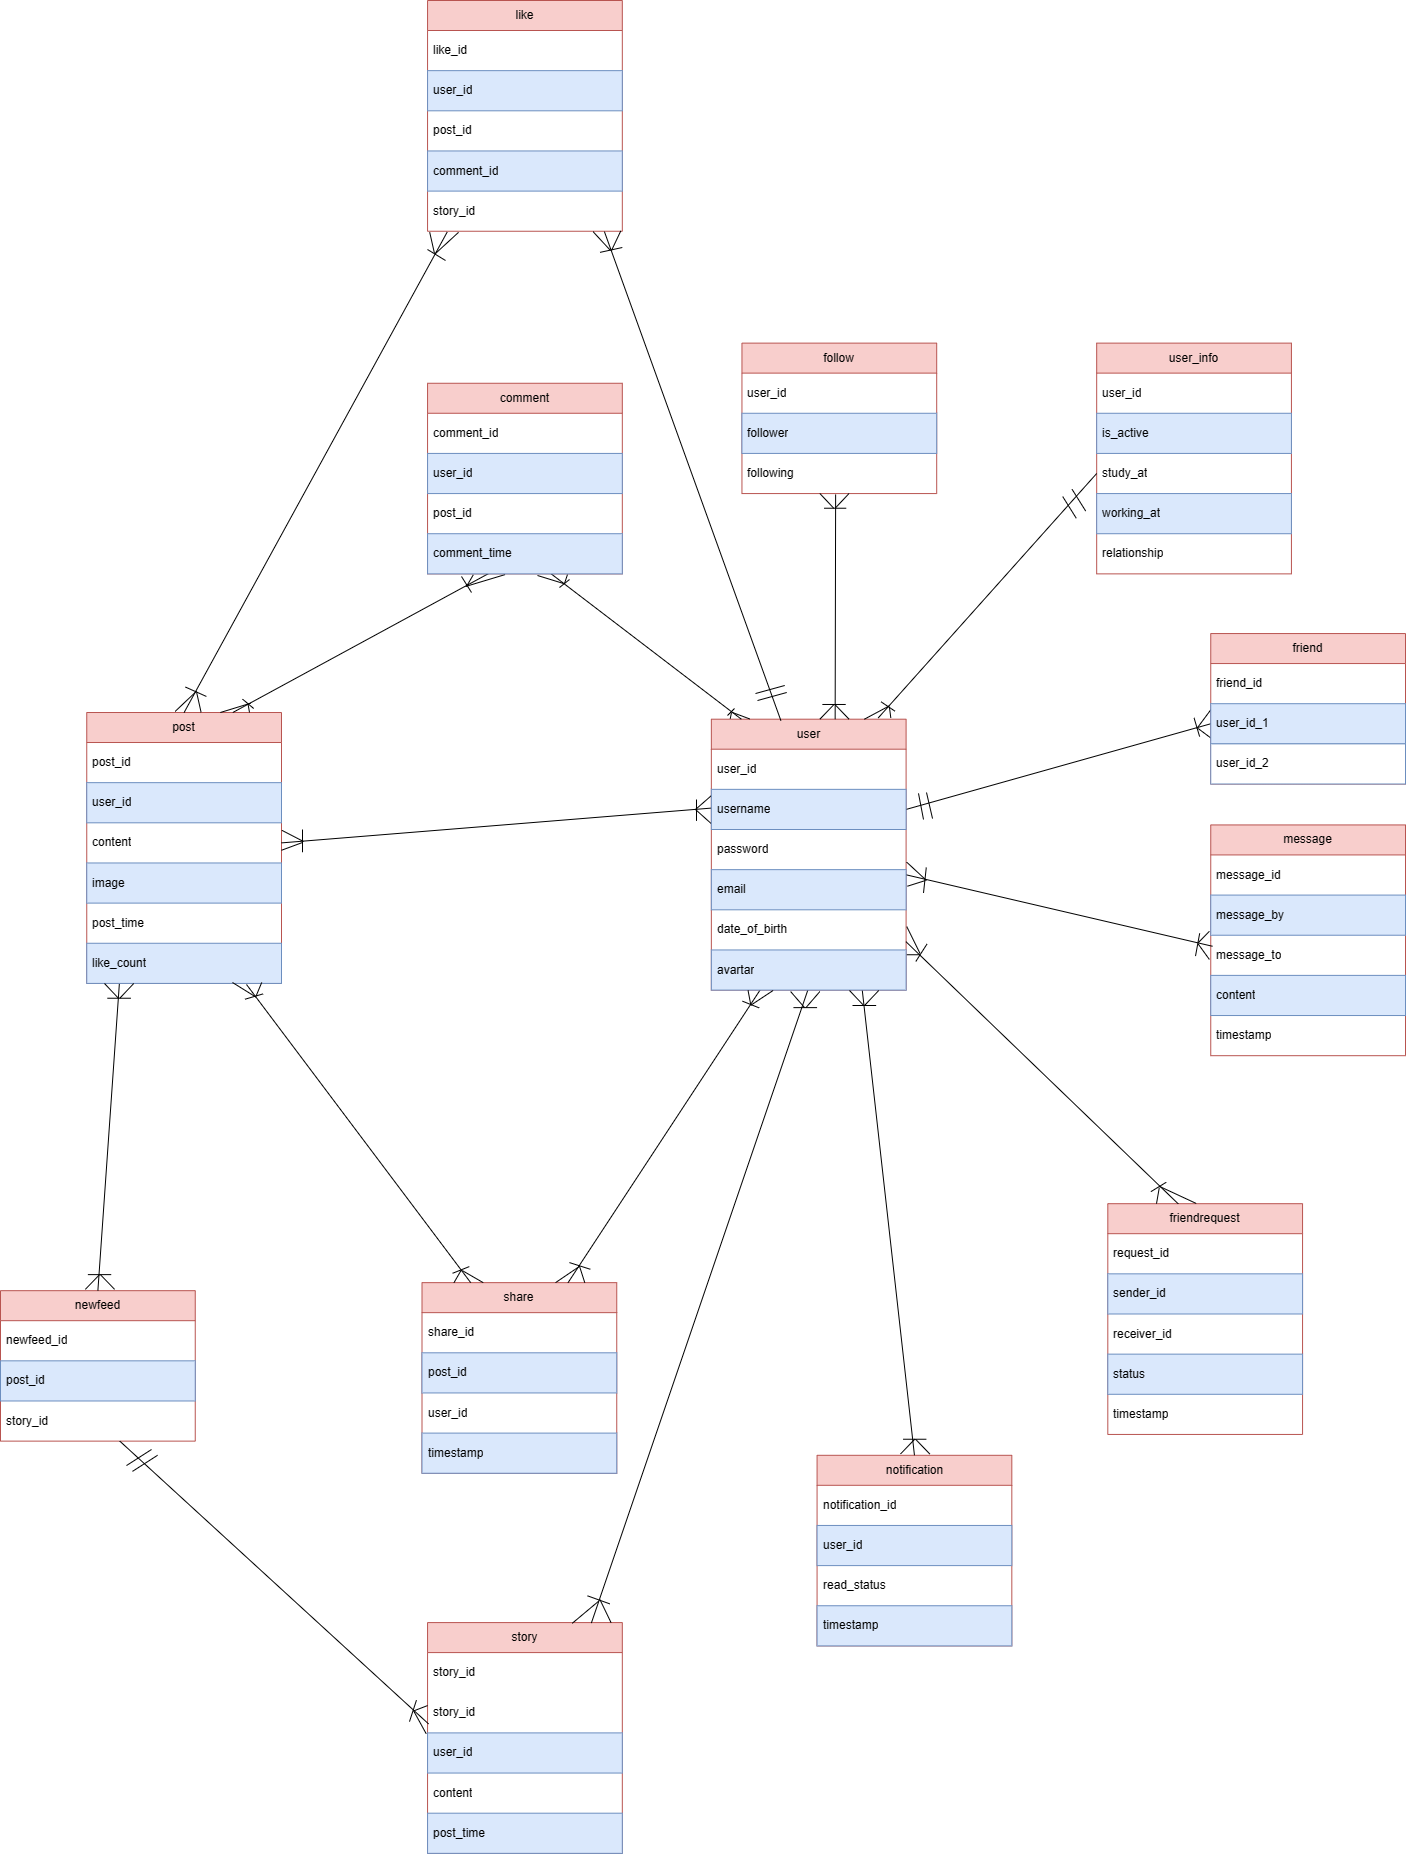 like
like_id
user_id
post_id
comment_id
story_id
follow
user_id
follower
following
user_info
user_id
is_active
study_at
working_at
relationship
comment
comment_id
user_id
post_id
comment_time
friend
friend_id
user_id_1
user_id_2
post
post_id
user_id
content
image
post_time
like_count
user
user_id
username
password
email
date_of_birth
avartar
message
message_id
message_by
message_to
content
timestamp
friendrequest
request_id
sender_id
receiver_id
status
timestamp
newfeed
newfeed_id
post_id
story_id
share
share_id
post_id
user_id
timestamp
notification
notification_id
user_id
read_status
timestamp
story
story_id
story_id
user_id
content
post_time